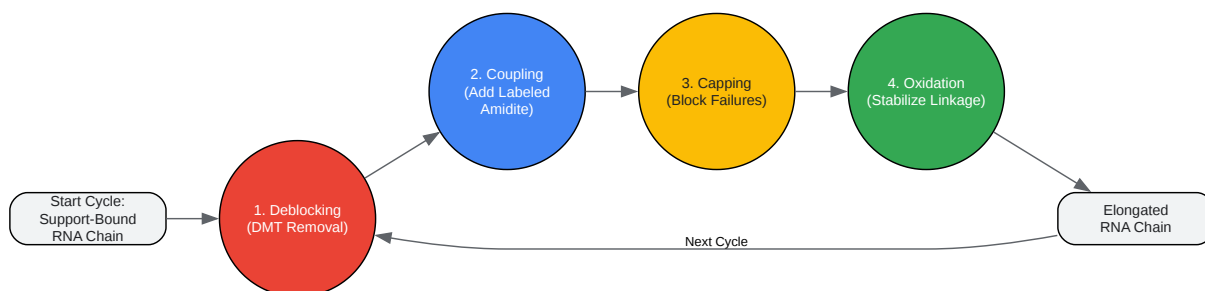 Start Cycle:
Support-Bound
RNA Chain
1. Deblocking
(DMT Removal)
2. Coupling
(Add Labeled
Amidite)
3. Capping
(Block Failures)
4. Oxidation
(Stabilize Linkage)
Elongated
RNA Chain
Next Cycle